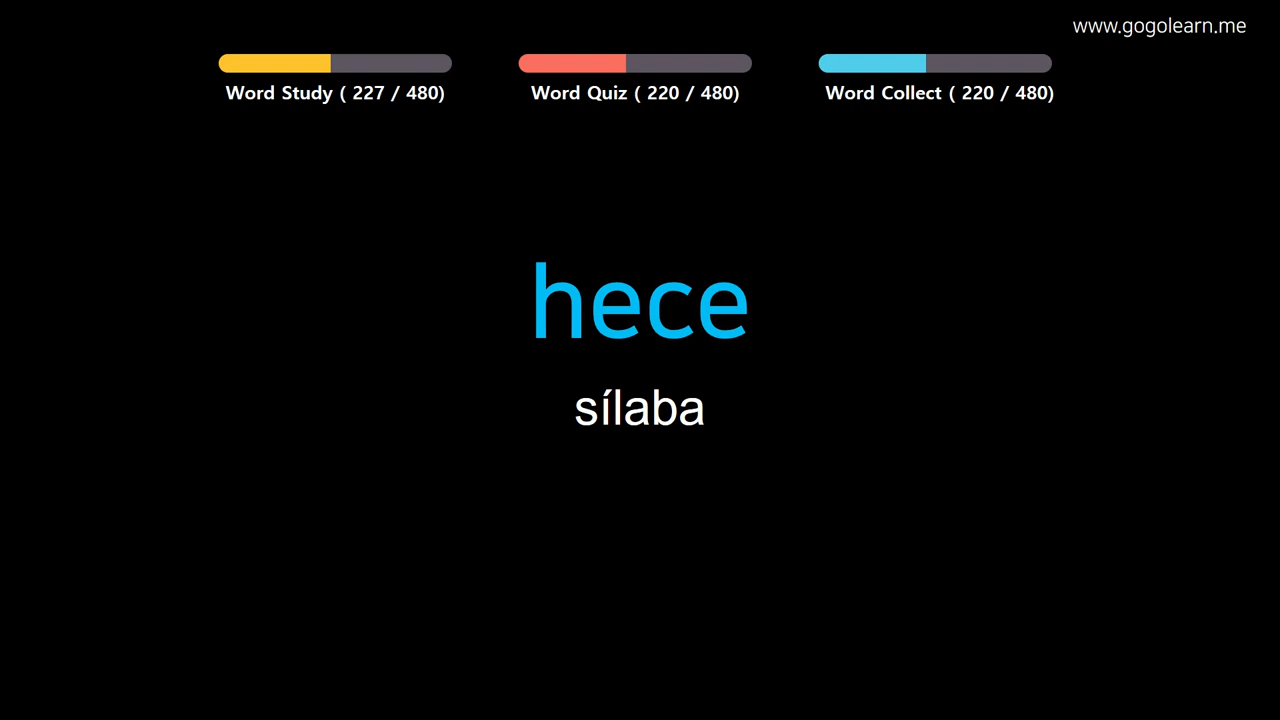 www.gogolearn.me
Word Study ( 227 / 480)
Word Quiz ( 220 / 480)
Word Collect ( 220 / 480)
hece
sílaba